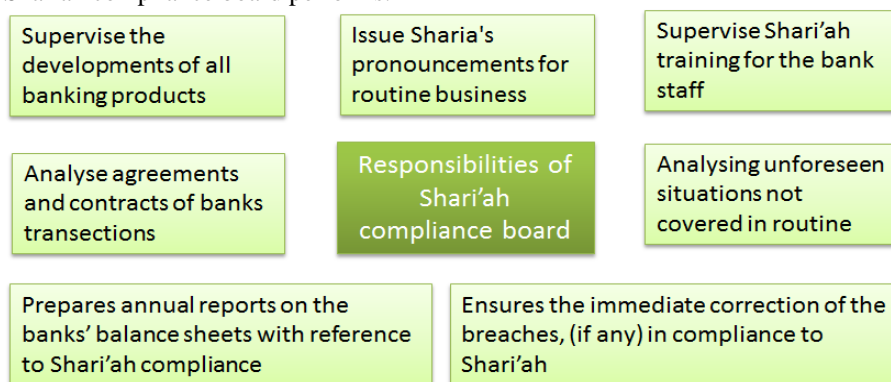 Supervise the
developments of all
banking products
Issue Sharia's
pronouncements for
routine business
Supervise Shari’ah
training for the bank
staff
Analyse agreements
and contracts of banks
transections
Responsibilities of
Shari’ah
compliance board
Analysing unforeseen
situations not
covered in routine
Prepares annual reports on the
banks’ balance sheets with reference
to Shari’ah compliance
Ensures the immediate correction of the
breaches, (if any) in compliance to
Shari’ah